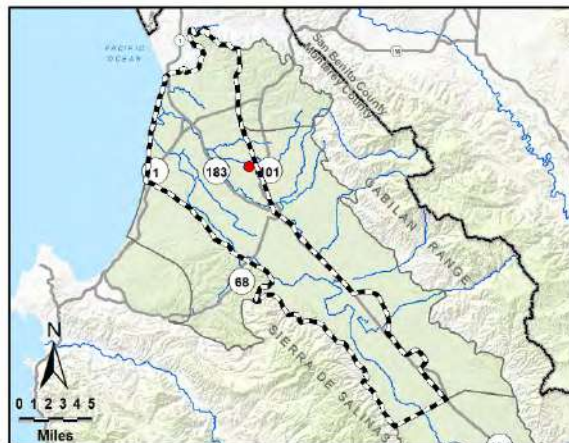 1
PACIFIC
OCEAN
San Benito County
Monterey County
1
183
101
GABILAN RANGE
68
SIERRA DE SALINAS
N
0 1 2 3 4 5
Miles